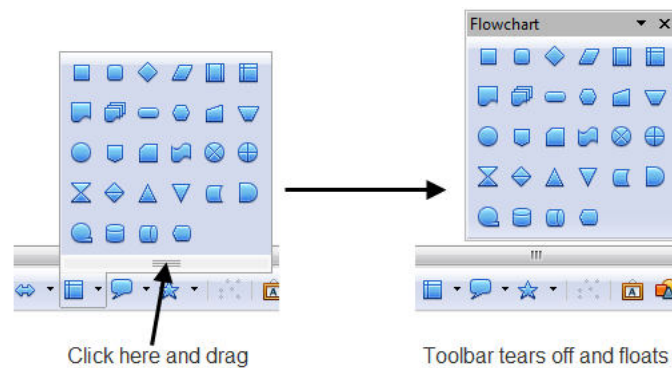 Flowchart
Click here and drag
Toolbar tears off and floats